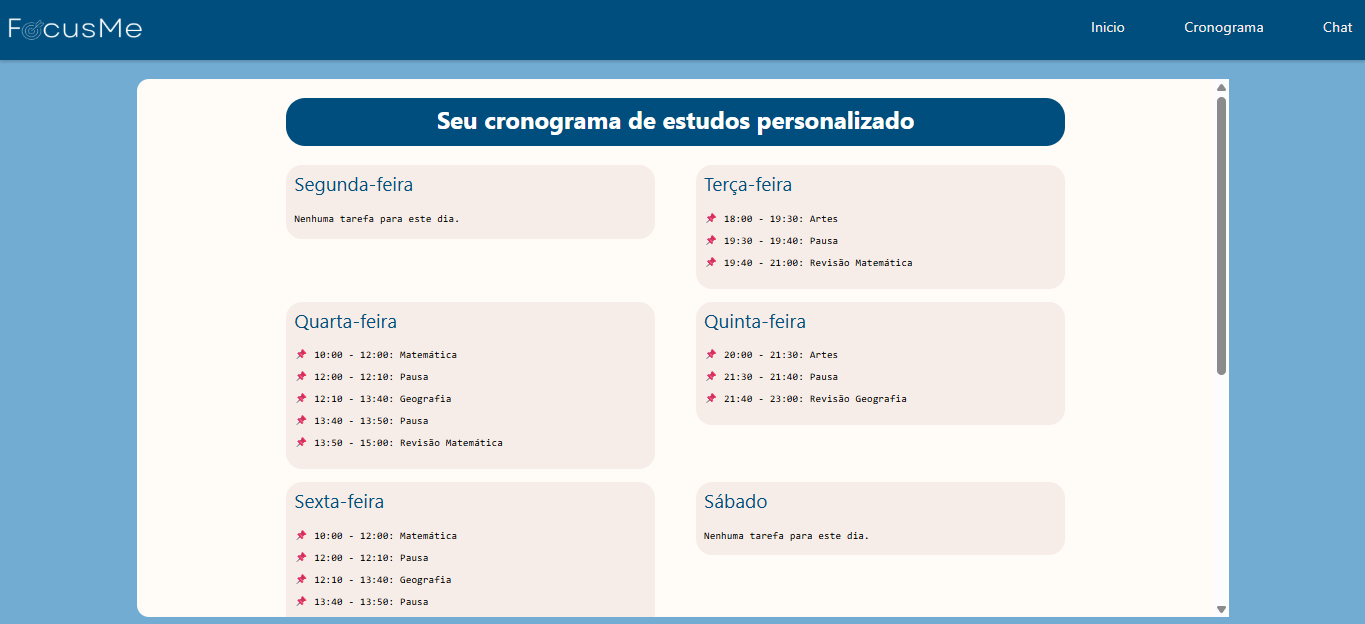 FocusMe
Inicio
Cronograma
Chat
Seu cronograma de estudos personalizado
Segunda-feira
Nenhuma tarefa para este dia.
Terça-feira
18:00 - 19:30: Artes
19:30 - 19:40: Pausa
19:40 - 21:00: Revisão Matemática
Quarta-feira
10:00 - 12:00: Matemática
12:00 - 12:10: Pausa
12:10 - 13:40: Geografia
13:40 - 13:50: Pausa
13:50 - 15:00: Revisão Matemática
Quinta-feira
20:00 - 21:30: Artes
21:30 - 21:40: Pausa
21:40 - 23:00: Revisão Geografia
Sexta-feira
10:00 - 12:00: Matemática
12:00 - 12:10: Pausa
12:10 - 13:40: Geografia
13:40 - 13:50: Pausa
Sábado
Nenhuma tarefa para este dia.